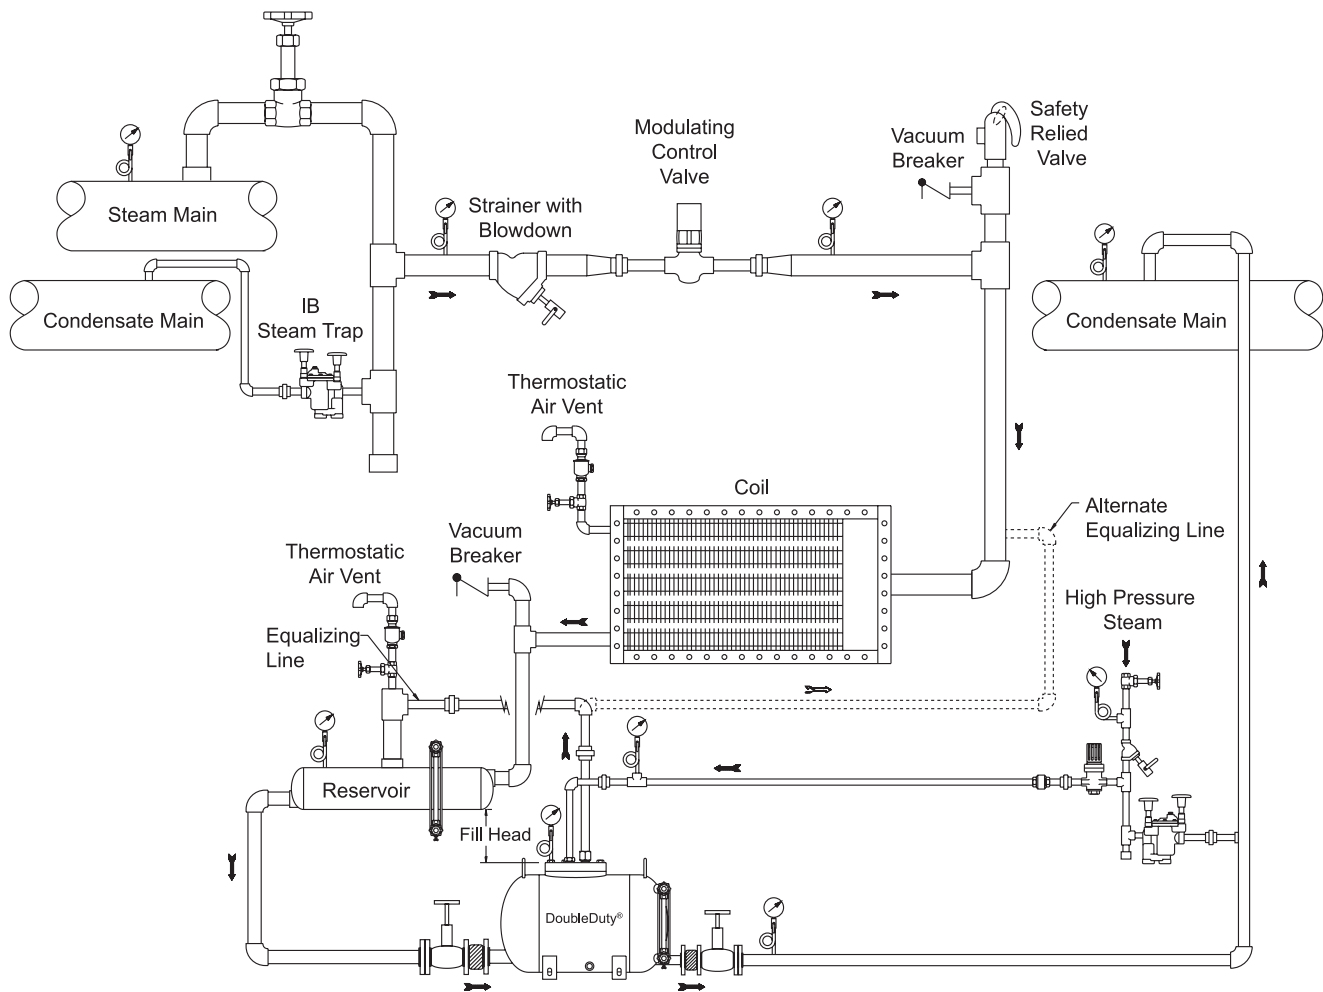 Safety
Relied
Valve
Vacuum
Breaker
Modulating
Control
Valve
Strainer with
Blowdown
Steam Main
Condensate Main
IB
Steam Trap
Condensate Main
Thermostatic
Air Vent
Coil
Alternate
Equalizing Line
Vacuum
Breaker
Thermostatic
Air Vent
High Pressure
Steam
Equalizing
Line
Reservoir
Fill Head
DoubleDuty®